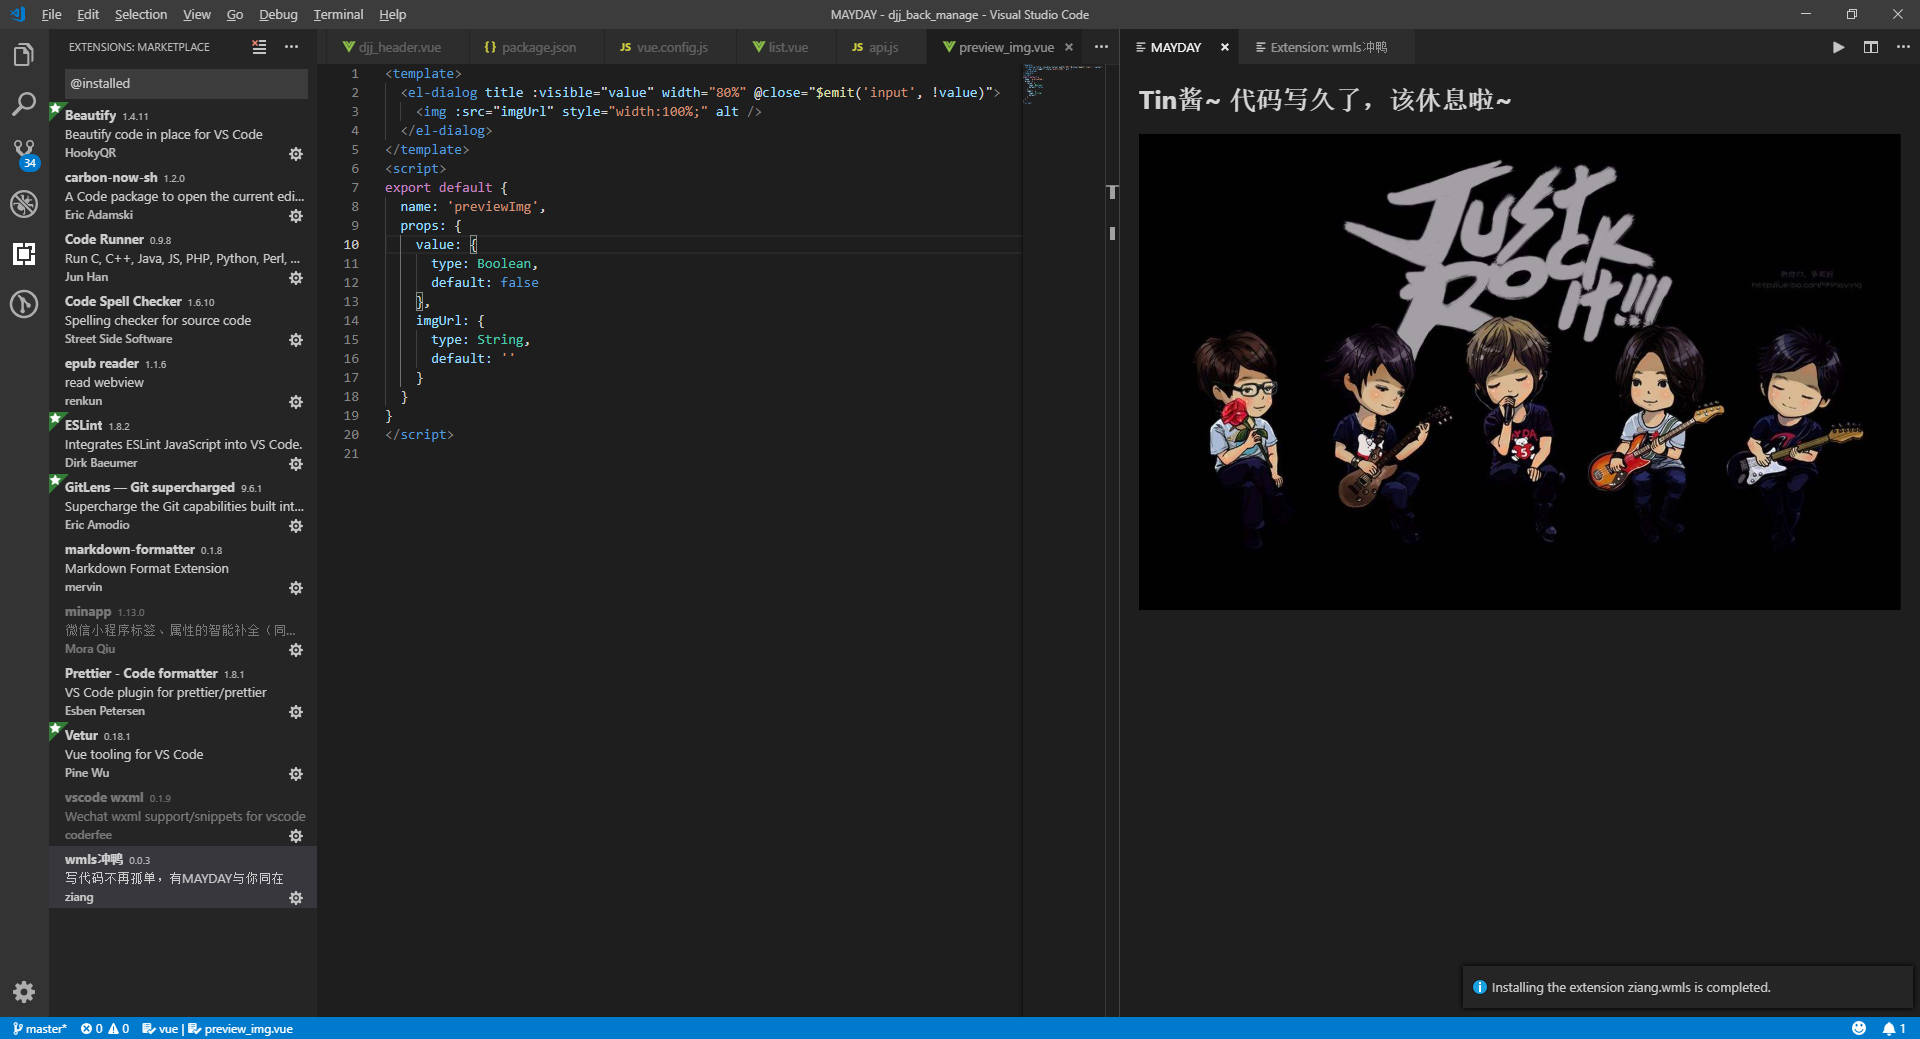 File Edit Selection View Go Debug Terminal Help
MAYDAY - djj_back_manage - Visual Studio Code
EXTENSIONS: MARKETPLACE
@installed
Beautify 1.4.11
Beautify code in place for VS Code
HookyQR
carbon-now-sh 1.2.0
A Code package to open the current edi...
Eric Adamski
Code Runner 0.9.8
Run C, C++, Java, JS, PHP, Python, Perl, ...
Jun Han
Code Spell Checker 1.6.10
Spelling checker for source code
Street Side Software
epub reader 1.1.6
read webview
renkun
ESLint 1.8.2
Integrates ESLint JavaScript into VS Code.
Dirk Baeumer
GitLens — Git supercharged 9.6.1
Supercharge the Git capabilities built int...
Eric Amodio
markdown-formatter 0.1.8
Markdown Format Extension
mervin
minapp 1.13.0
微信小程序标签、属性的智能补全（同...
Mora Qiu
Prettier - Code formatter 1.8.1
VS Code plugin for prettier/prettier
Esben Petersen
Vetur 0.18.1
Vue tooling for VS Code
Pine Wu
vscode wxml 0.1.9
Wechat wxml support/snippets for vscode
coderfee
wmls冲鸭 0.0.3
写代码不再孤单，有MAYDAY与你同在
ziang
34
djj_header.vue {} package.json JS vue.config.js list.vue JS api.js preview_img.vue
1 <template>
2 <el-dialog title :visible="value" width="80%" @close="$emit('input', !value)">
3 <img :src="imgUrl" style="width:100%;" alt />
4 </el-dialog>
5 </template>
6 <script>
7 export default {
8 name: 'previewImg',
9 props: {
10 value: {
11 type: Boolean,
12 default: false
13 },
14 imgUrl: {
15 type: String,
16 default: ''
17 }
18 }
19 }
20 </script>
21
MAYDAY Extension: wmls冲鸭
Tin酱~ 代码写久了，该休息啦~
JUST
ROCK
IT!!!
5
Installing the extension ziang.wmls is completed.
master* 0 0 vue | preview_img.vue 1